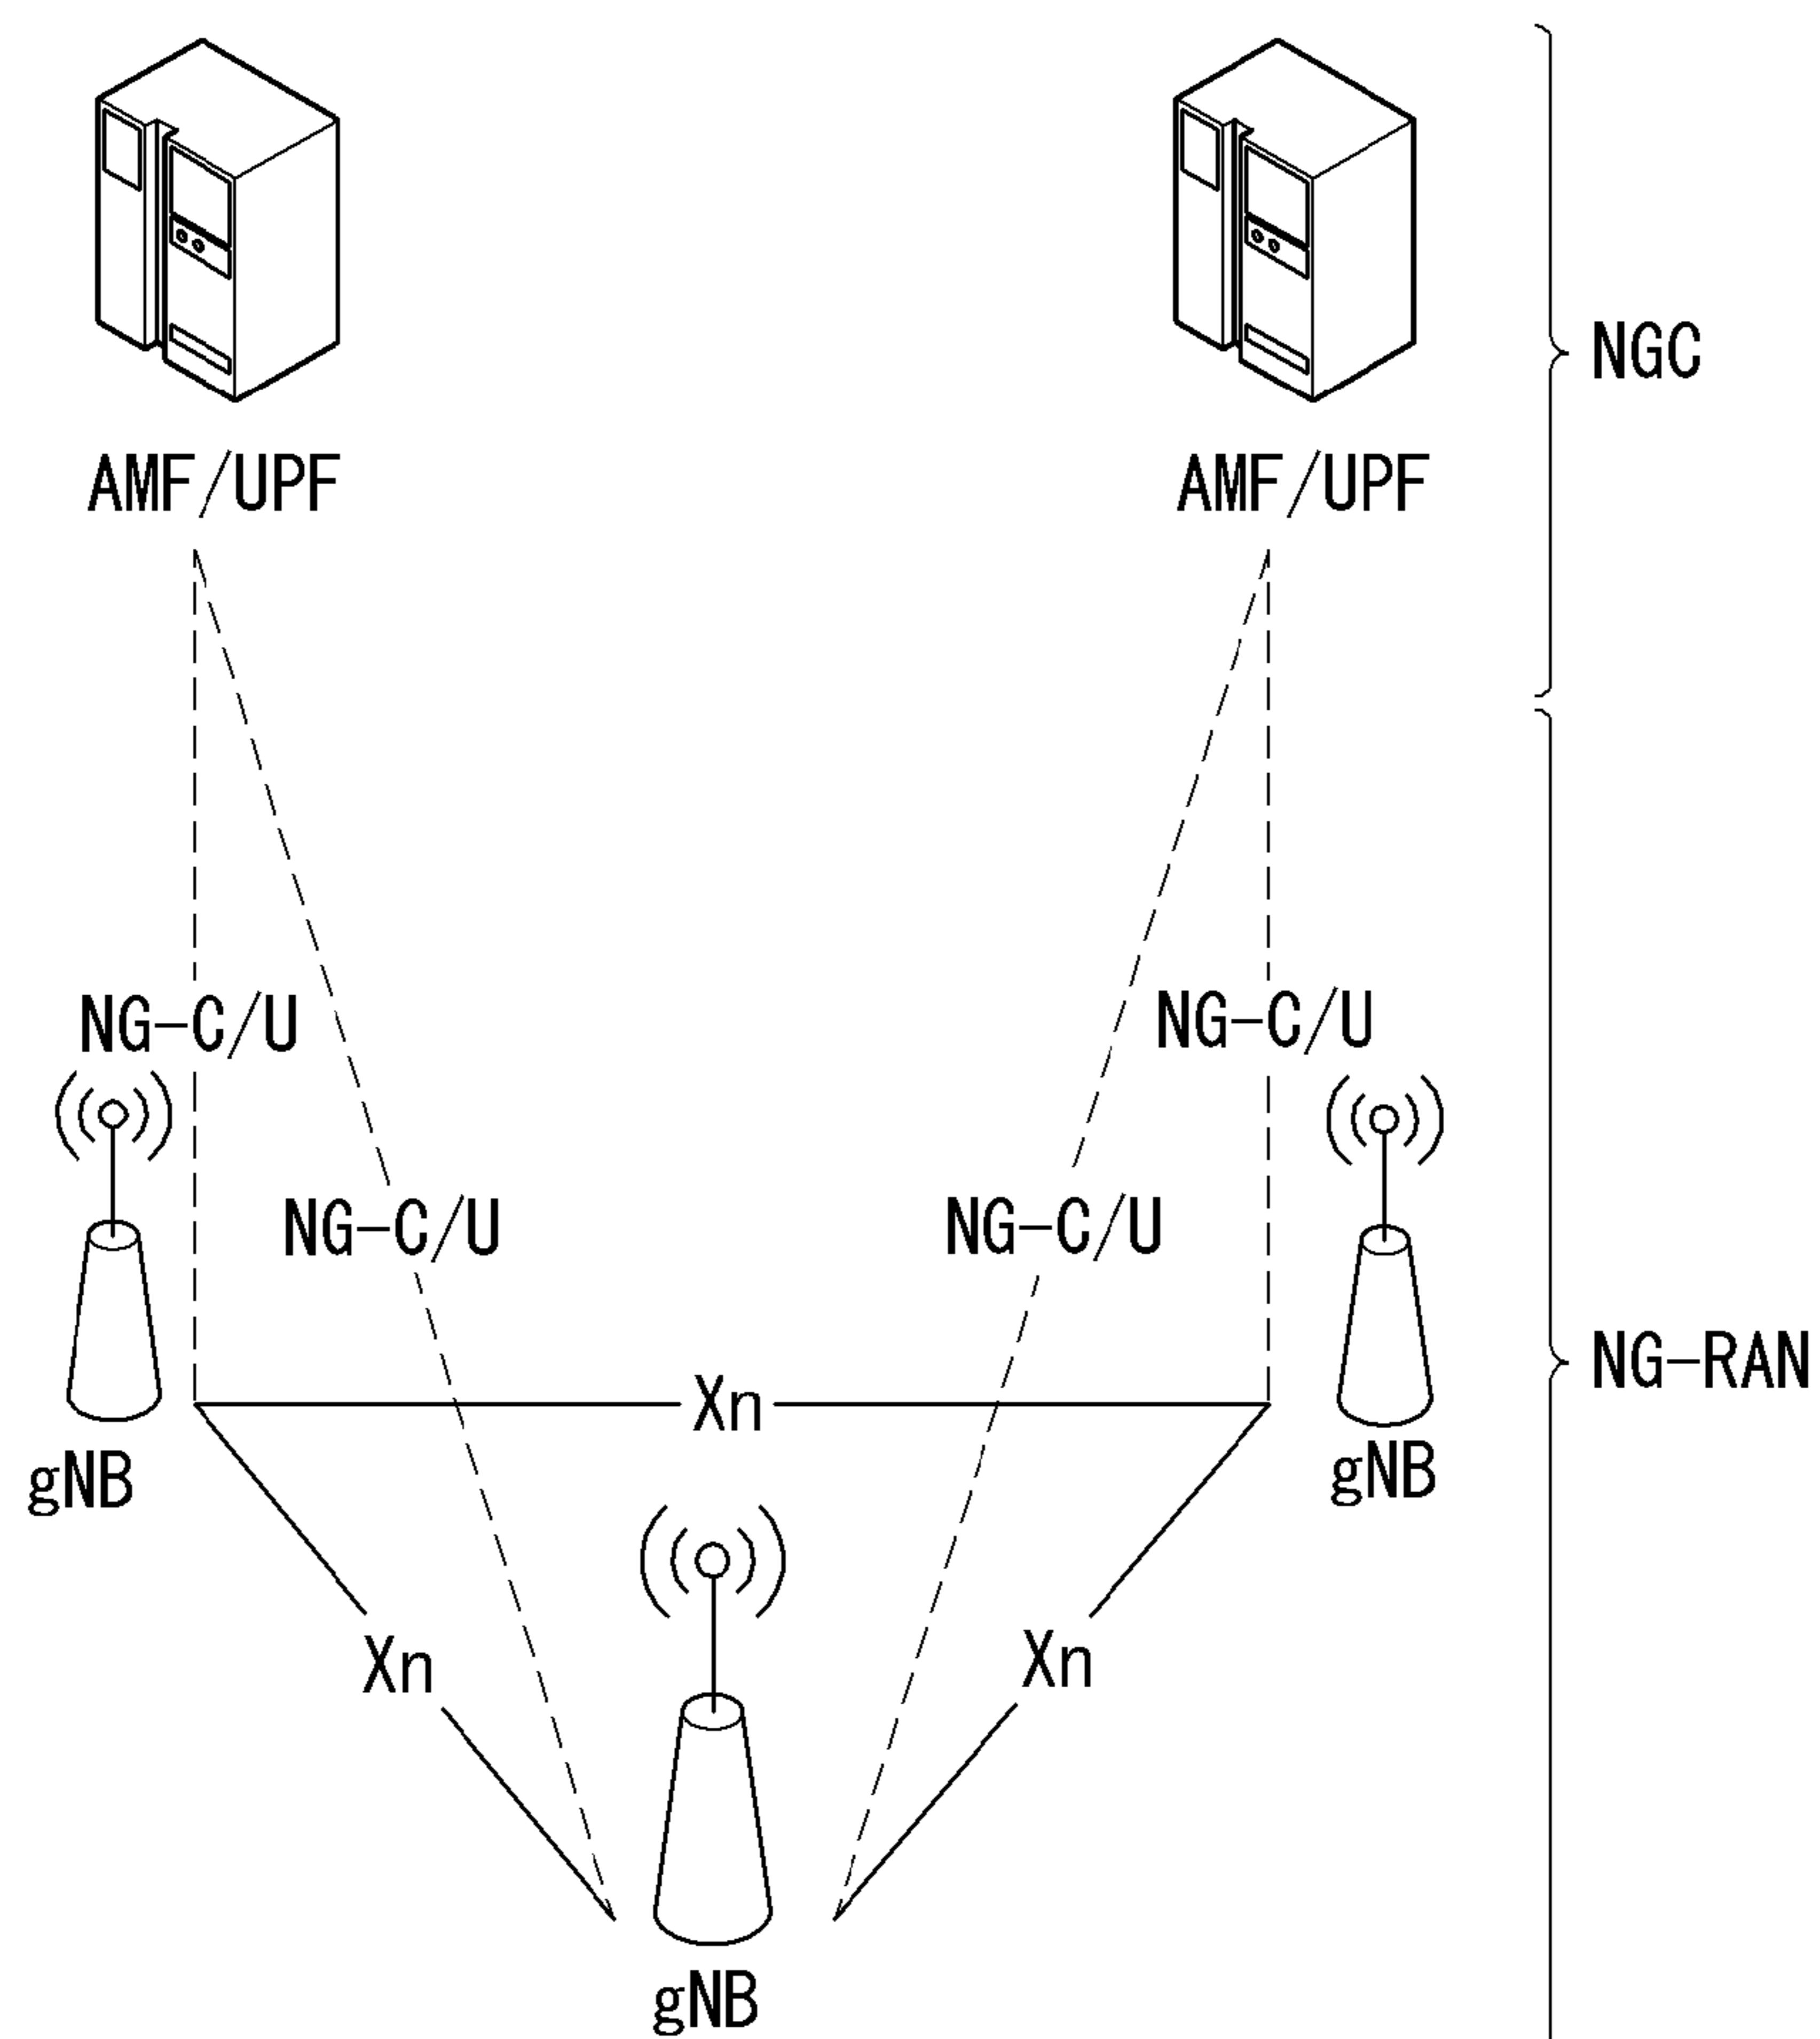 NGC
AMF/UPF
AMF/UPF
NG-C/U
NG-C/U
NG-C/U
NG-C/U
NG-RAN
Xn
gNB
gNB
Xn
Xn
gNB